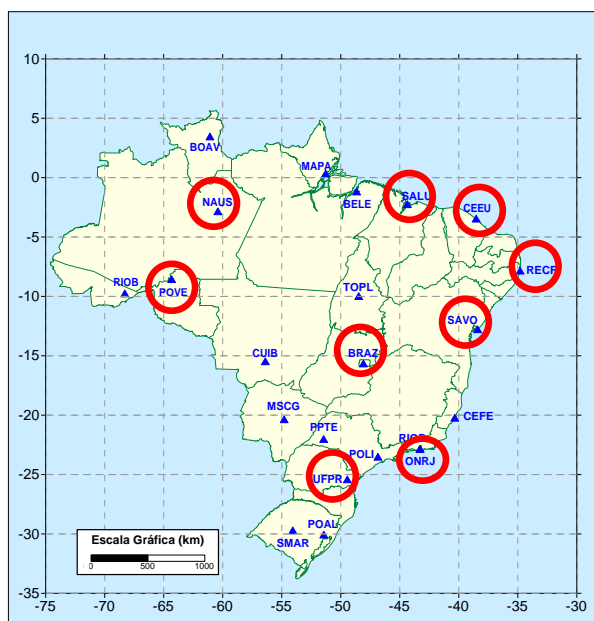 10
5
BOAV
MAPA
0
NAUS
BELE
SALU
CEEU
-5
RIOB
POVE
TOPL
RECF
-10
SAVO
CUIB
BRAZ
-15
MSCG
PPTE
CEFE
-20
POLI
ONRJ
-25
UFPR
POAL
SMAR
-30
Escala Gráfica (km)
0 500 1000
-35
-75 -70 -65 -60 -55 -50 -45 -40 -35 -30